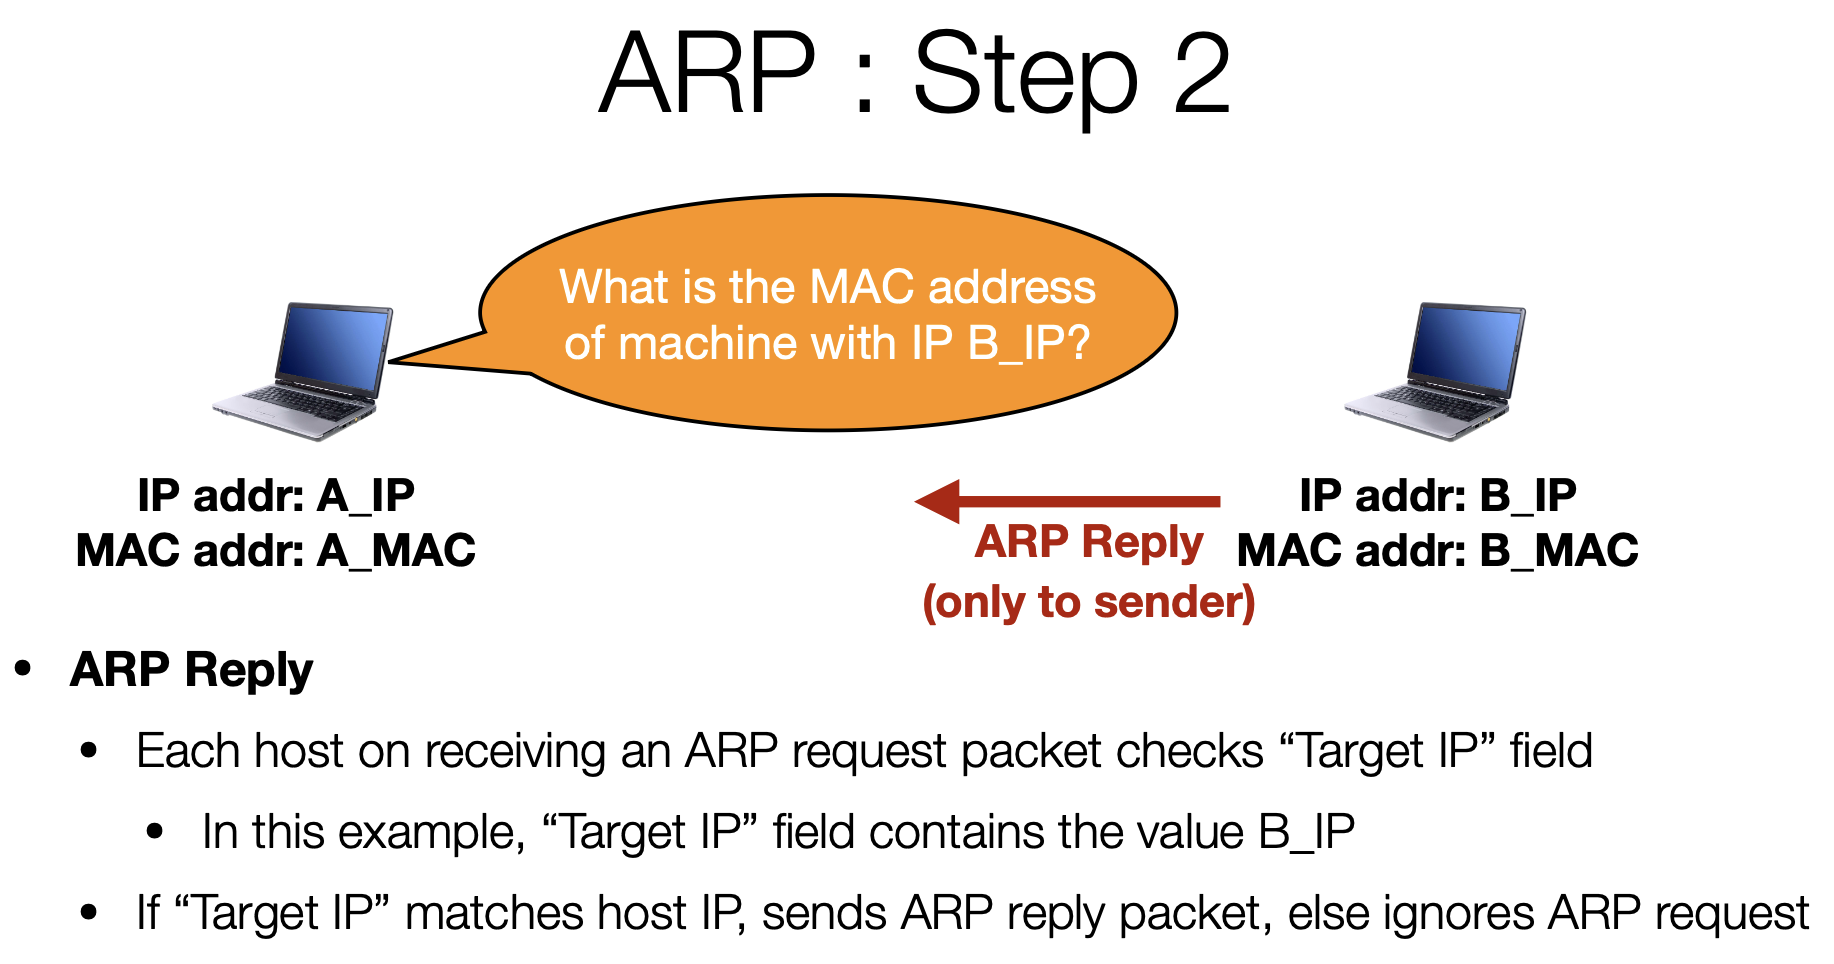 ARP : Step 2
What is the MAC address
of machine with IP B_IP?
IP addr: A_IP
MAC addr: A_MAC
ARP Reply
(only to sender)
IP addr: B_IP
MAC addr: B_MAC
• ARP Reply
• Each host on receiving an ARP request packet checks “Target IP” field
• In this example, “Target IP” field contains the value B_IP
• If “Target IP” matches host IP, sends ARP reply packet, else ignores ARP request